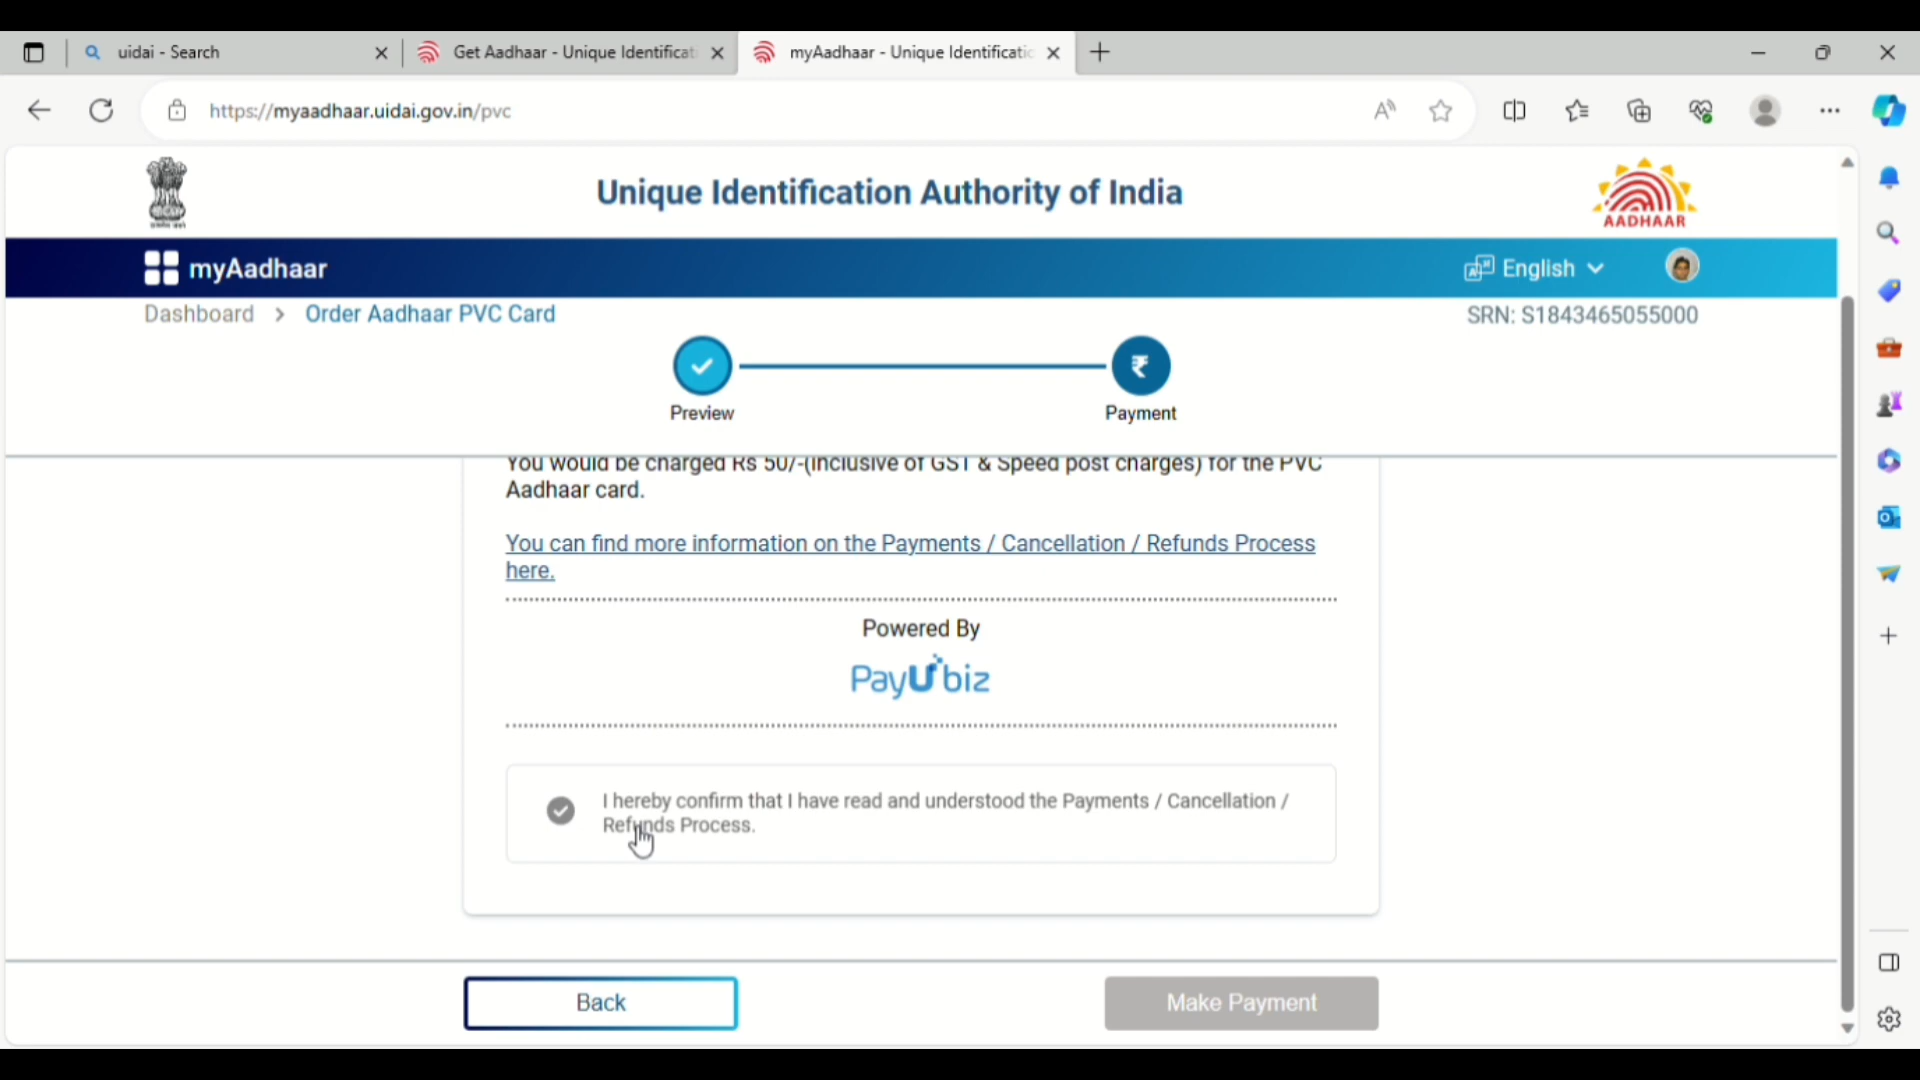 uidai - Search
Get Aadhaar - Unique Identificat
myAadhaar - Unique Identificatio
https://myaadhaar.uidai.gov.in/pvc
Unique Identification Authority of India
AADHAAR
myAadhaar
English
Dashboard > Order Aadhaar PVC Card
SRN: S1843465055000
Preview
Payment
You would be charged Rs 50/-(inclusive of GST & Speed post charges) for the PVC
Aadhaar card.
You can find more information on the Payments / Cancellation / Refunds Process
here.
Powered By
PayUbiz
I hereby confirm that I have read and understood the Payments / Cancellation /
Refunds Process.
Back
Make Payment